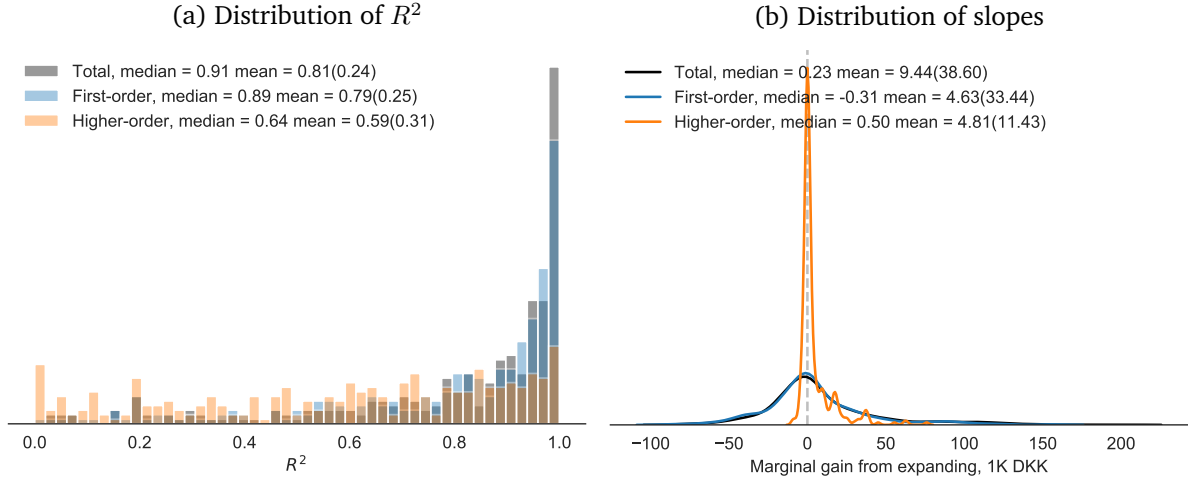 (a) Distribution of R²
Total, median = 0.91 mean = 0.81(0.24)
First-order, median = 0.89 mean = 0.79(0.25)
Higher-order, median = 0.64 mean = 0.59(0.31)
0.0 0.2 0.4 0.6 0.8 1.0
R²
(b) Distribution of slopes
Total, median = 0.23 mean = 9.44(38.60)
First-order, median = -0.31 mean = 4.63(33.44)
Higher-order, median = 0.50 mean = 4.81(11.43)
−100 −50 0 50 100 150 200
Marginal gain from expanding, 1K DKK